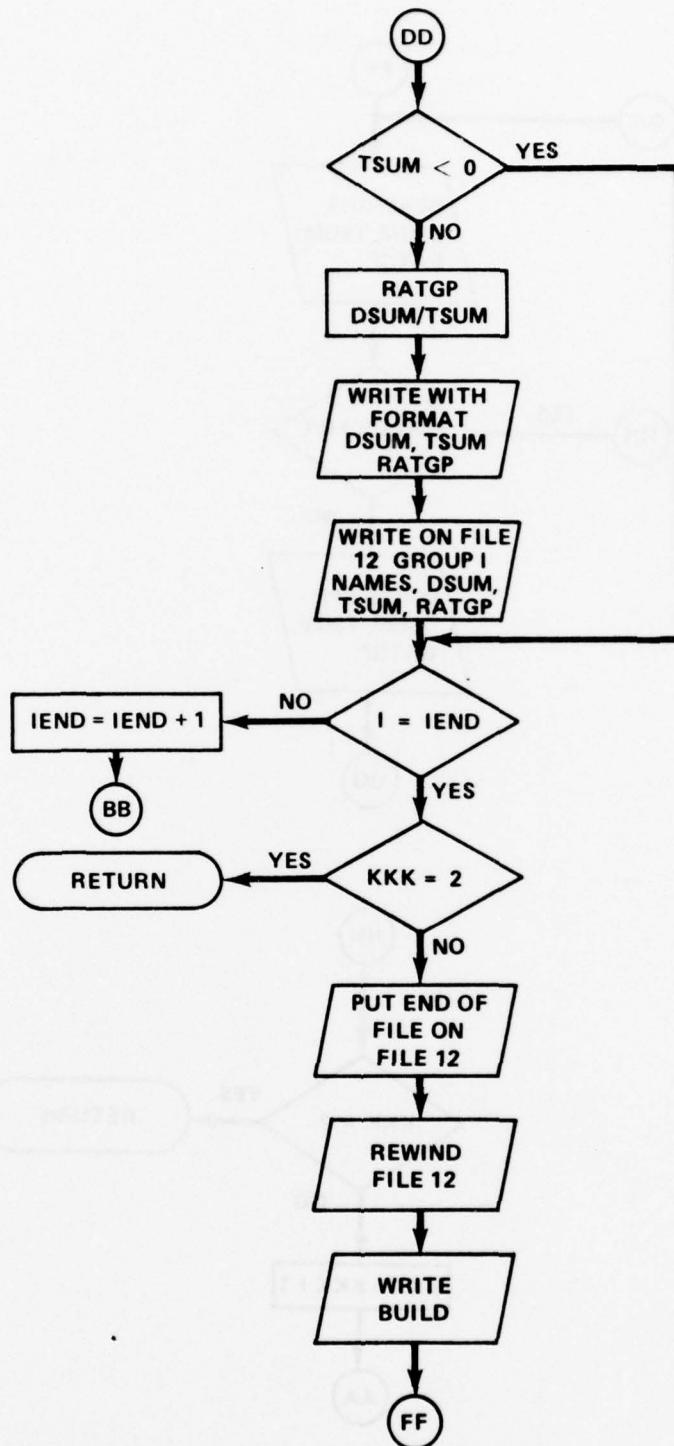 DD
TSUM < 0
YES
NO
RATGP
DSUM/TSUM
WRITE WITH
FORMAT
DSUM, TSUM
RATGP
WRITE ON FILE
12 GROUP I
NAMES, DSUM,
TSUM, RATGP
I = IEND
NO
IEND = IEND + 1
BB
YES
KKK = 2
YES
RETURN
NO
PUT END OF
FILE ON
FILE 12
REWIND
FILE 12
WRITE
BUILD
FF